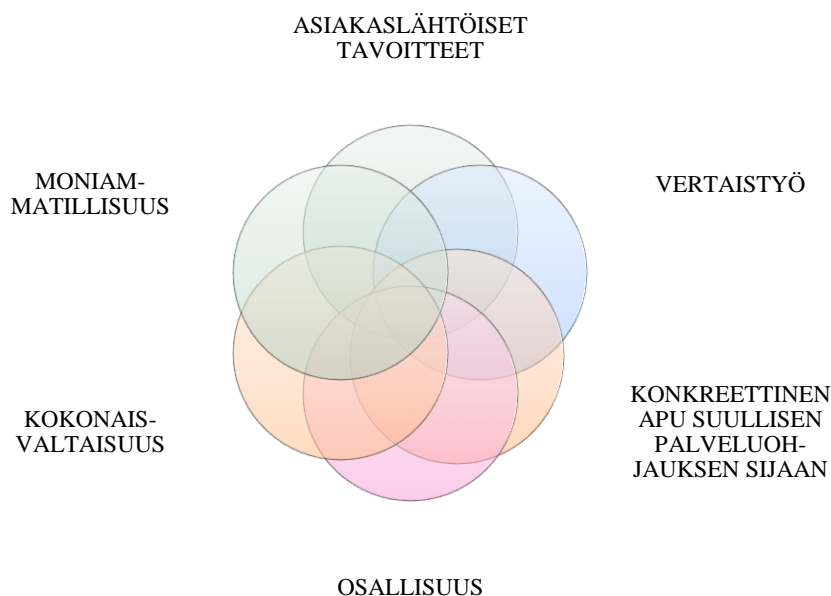 ASIAKASLÄHTÖISET
TAVOITTEET
MONIAM-
MATILLISUUS
VERTAISTYÖ
KOKONAIS-
VALTAISUUS
KONKREETTINEN
APU SUULLISEN
PALVELUOH-
JAUKSEN SIJAAN
OSALLISUUS